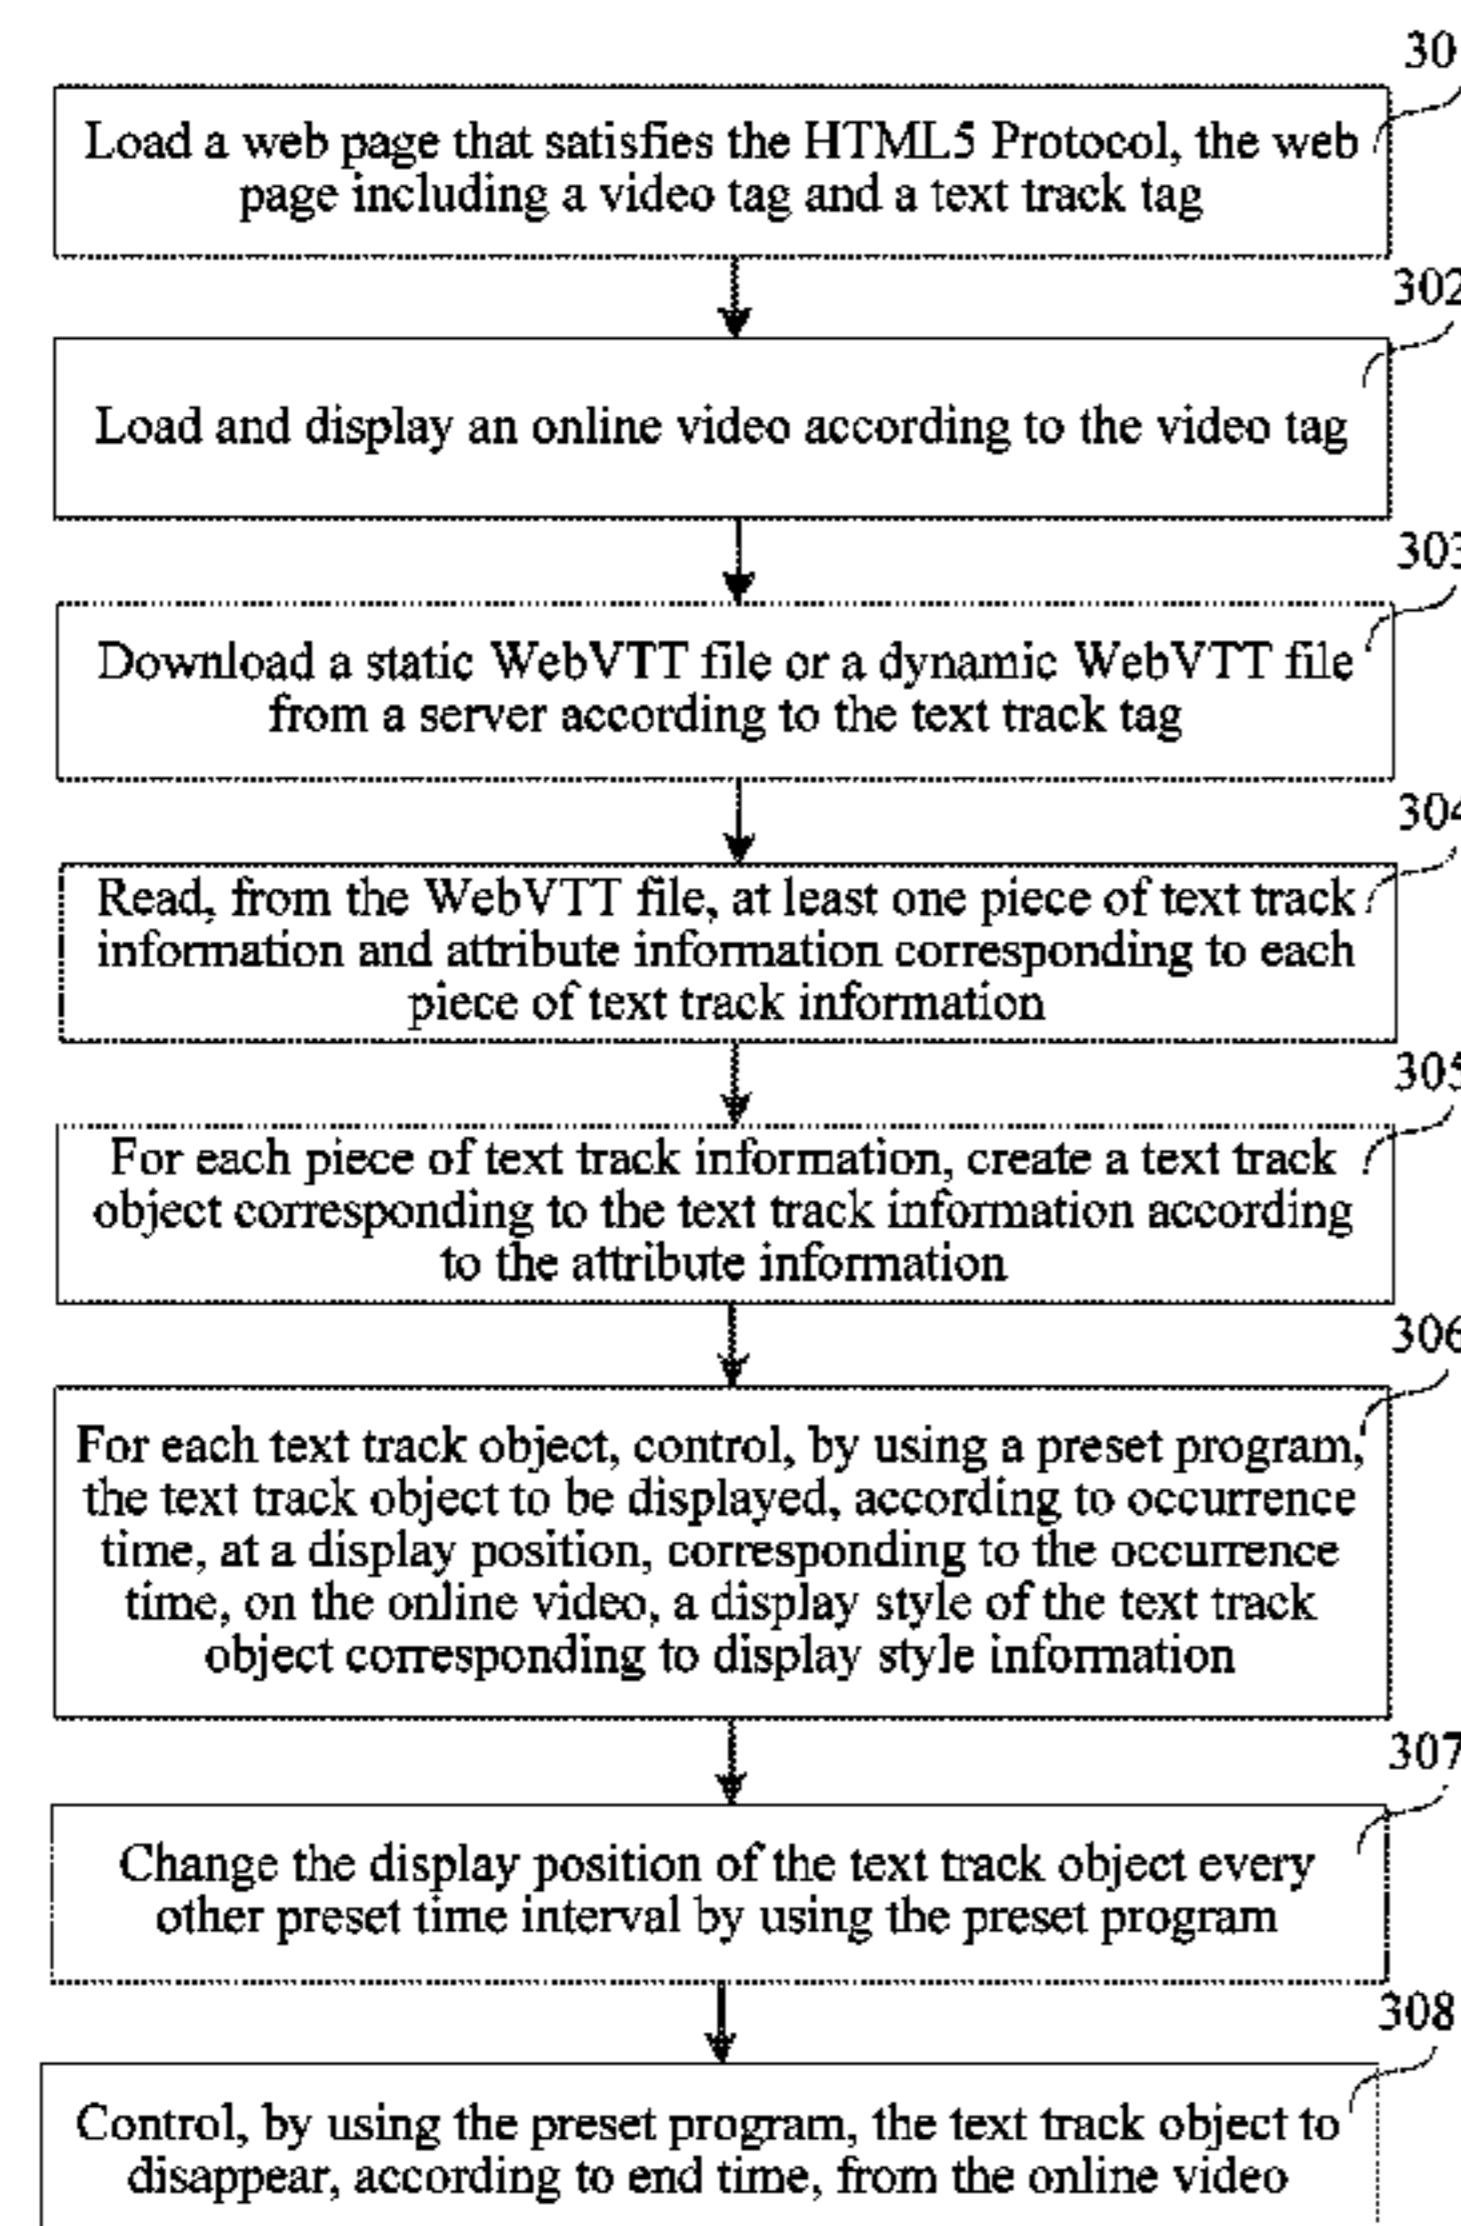 30
Load a web page that satisfies the HTML5 Protocol, the web
page including a video tag and a text track tag
302
Load and display an online video according to the video tag
303
Download a static WebVTT file or a dynamic WebVTT file
from a server according to the text track tag
304
Read, from the WebVTT file, at least one piece of text track
information and attribute information corresponding to each
piece of text track information
305
For each piece of text track information, create a text track
object corresponding to the text track information according
to the attribute information
306
For each text track object, control, by using a preset program,
the text track object to be displayed, according to occurrence
time, at a display position, corresponding to the occurrence
time, on the online video, a display style of the text track
object corresponding to display style information
307
Change the display position of the text track object every
other preset time interval by using the preset program
308
Control, by using the preset program, the text track object to
disappear, according to end time, from the online video